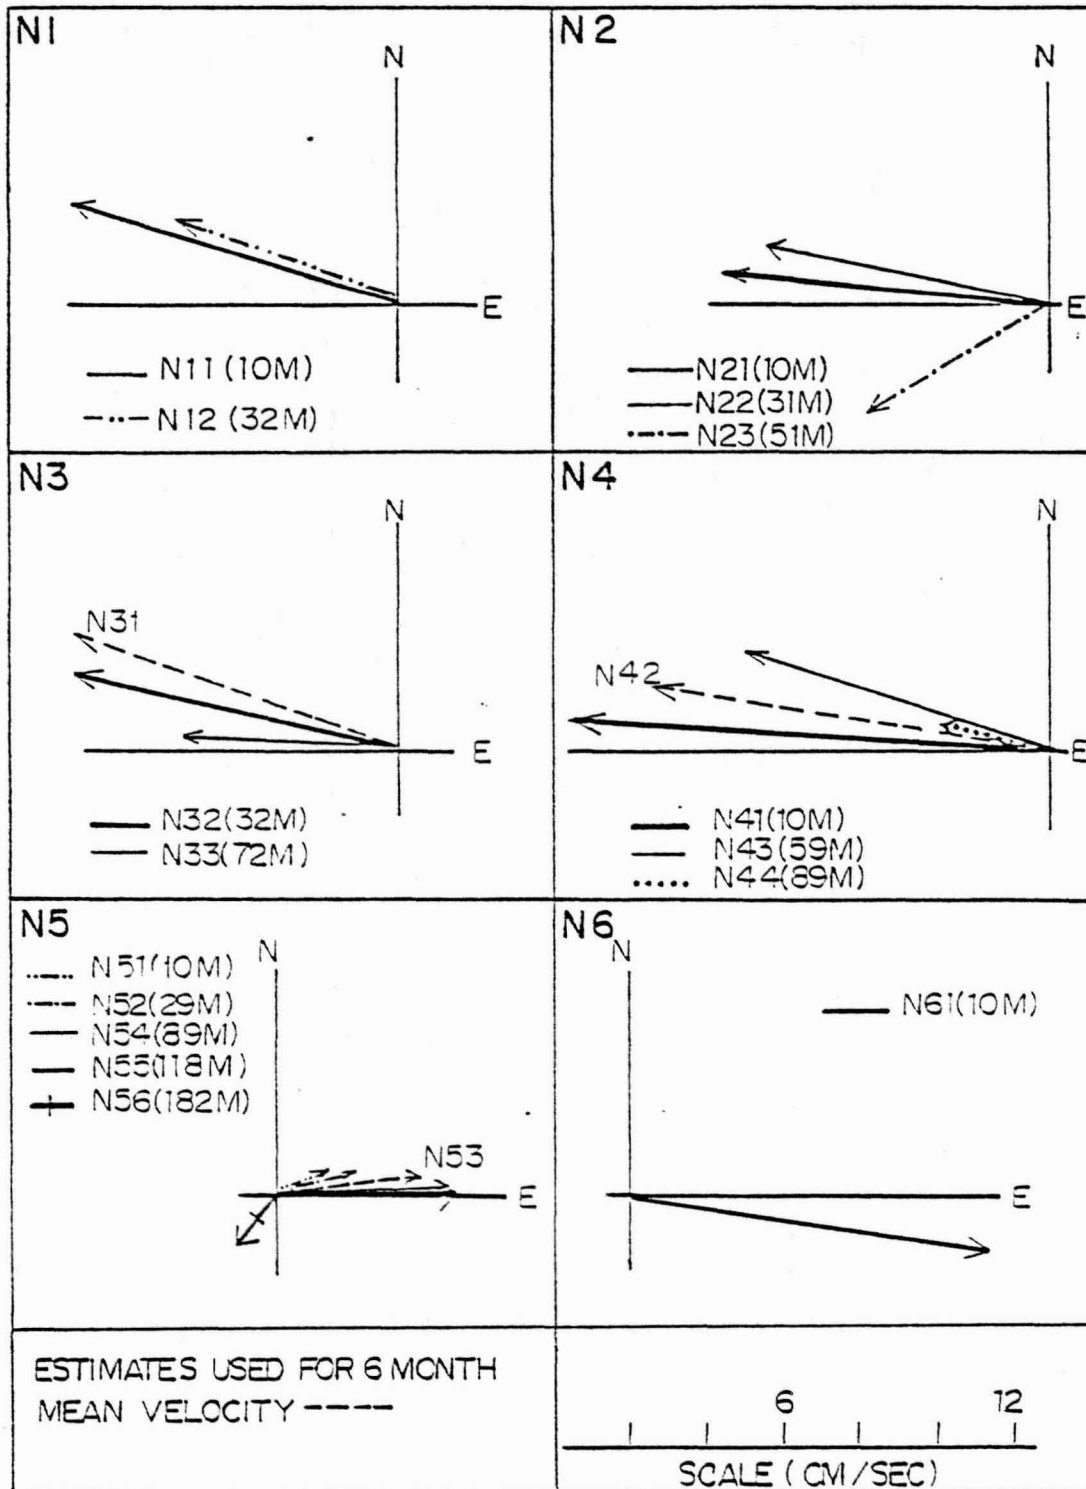 N1
N
E
N11 (10M)
N12 (32M)
N2
N
E
N21(10M)
N22(31M)
N23(51M)
N3
N
N31
E
N32(32M)
N33(72M)
N4
N
N42
E
N41(10M)
N43(59M)
N44(89M)
N5
N
N51(10M)
N52(29M)
N54(89M)
N55(118M)
N56(182M)
N53
E
N6
N
N61(10M)
E
ESTIMATES USED FOR 6 MONTH
MEAN VELOCITY ----
6 12
SCALE (CM/SEC)